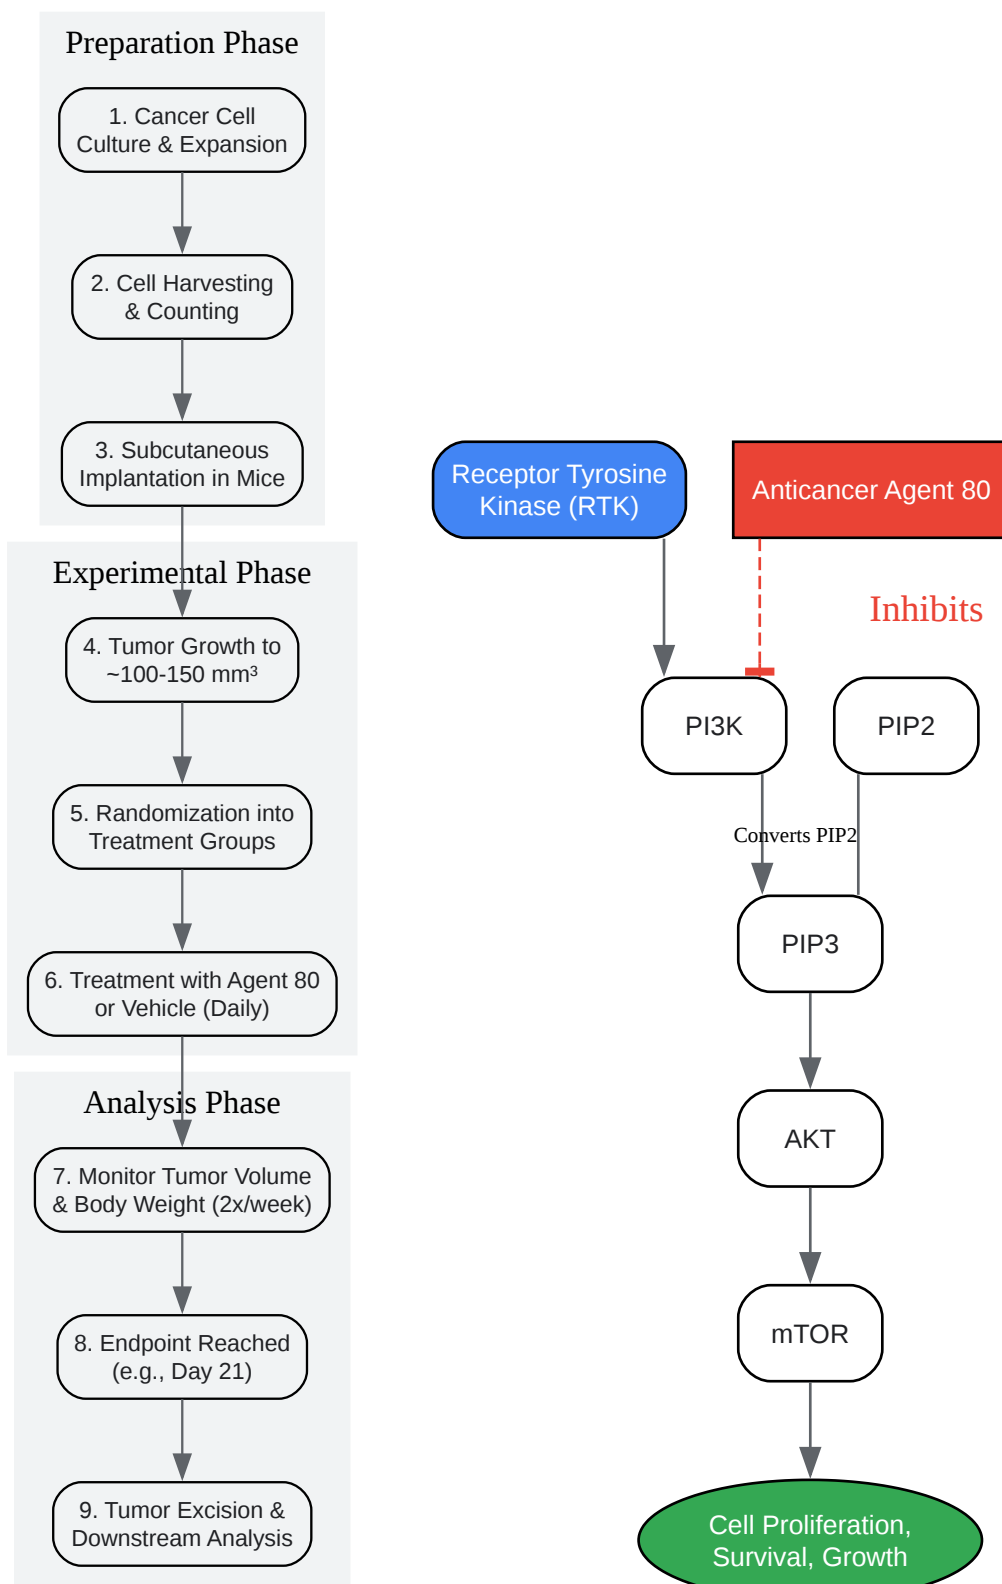 Preparation Phase
1. Cancer Cell
Culture & Expansion
2. Cell Harvesting
& Counting
3. Subcutaneous
Implantation in Mice
Experimental Phase
4. Tumor Growth to
~100-150 mm³
5. Randomization into
Treatment Groups
6. Treatment with Agent 80
or Vehicle (Daily)
Analysis Phase
7. Monitor Tumor Volume
& Body Weight (2x/week)
8. Endpoint Reached
(e.g., Day 21)
9. Tumor Excision &
Downstream Analysis
Receptor Tyrosine
Kinase (RTK)
Anticancer Agent 80
Inhibits
PI3K
PIP2
Converts PIP2
PIP3
AKT
mTOR
Cell Proliferation,
Survival, Growth